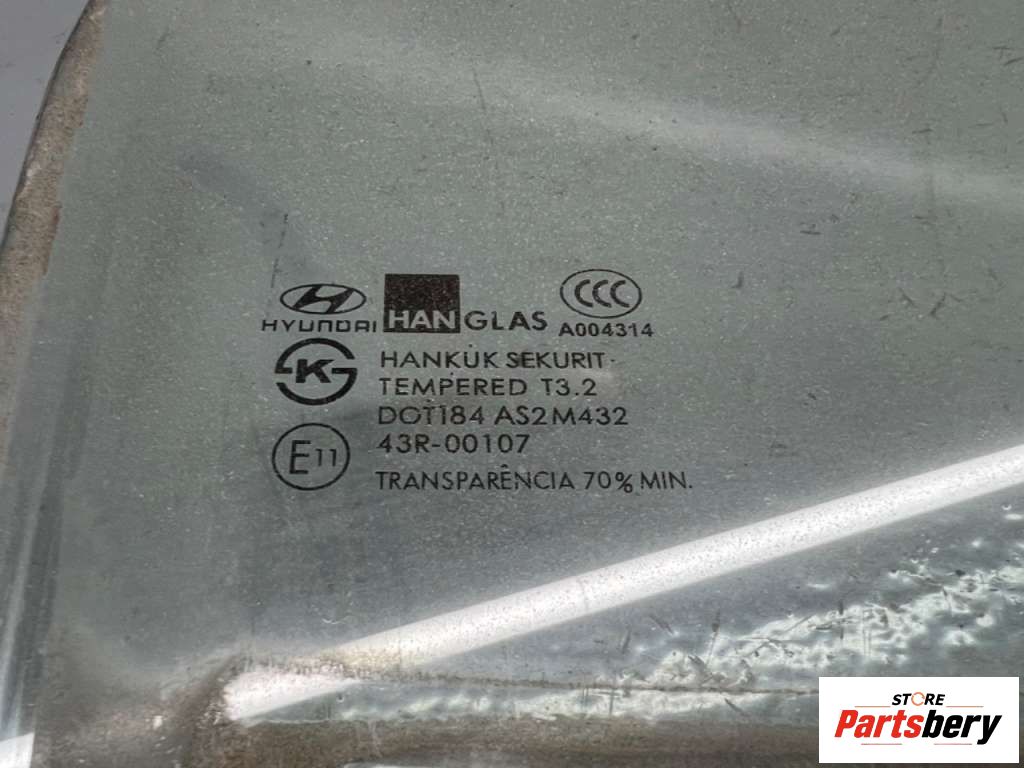 HYUNDAI HANGLAS CCC
A004314
K
HANKUK SEKURIT
TEMPERED T3.2
DOT184 AS2 M432
E11 43R-00107
TRANSPARÊNCIA 70% MIN.
STORE
Partsbery